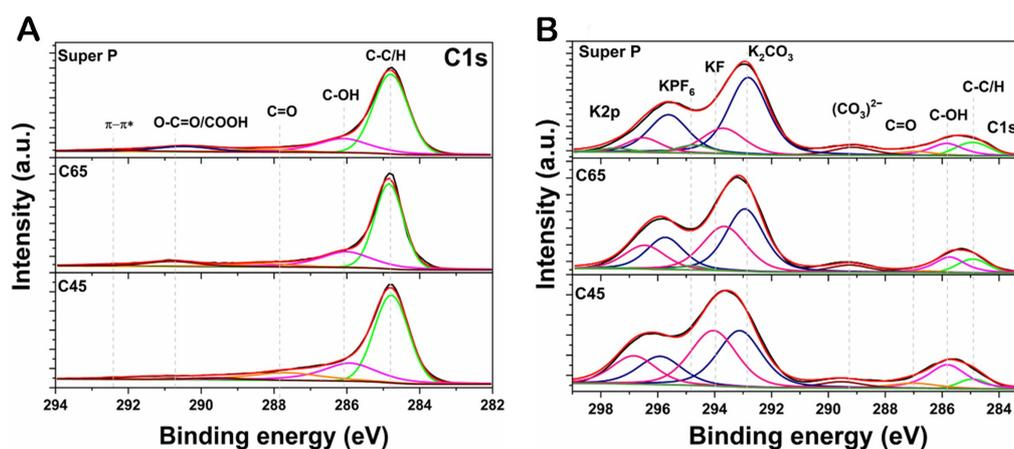 A
B
Super P
C1s
C-C/H
C-OH
C=O
O-C=O/COOH
π–π*
C65
C45
Intensity (a.u.)
294 292 290 288 286 284 282
Binding energy (eV)
Super P
K₂CO₃
KF
KPF₆
K2p
(CO₃)²⁻
C=O
C-OH
C-C/H
C1s
C65
C45
Intensity (a.u.)
298 296 294 292 290 288 286 284
Binding energy (eV)